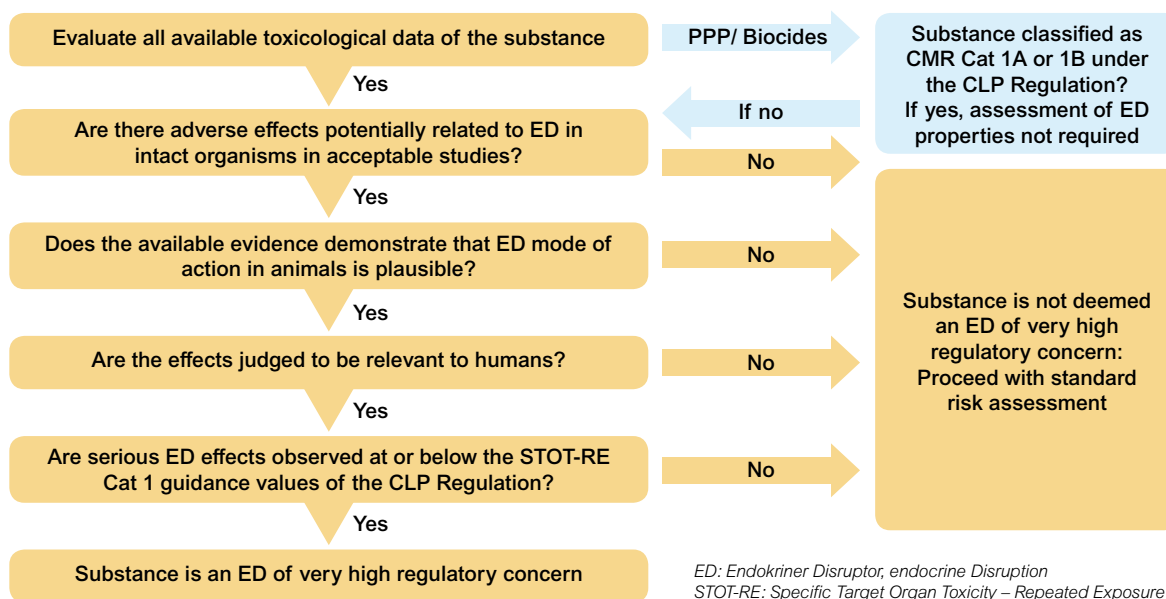 Evaluate all available toxicological data of the substance
PPP/ Biocides
Substance classified as
CMR Cat 1A or 1B under
the CLP Regulation?
If yes, assessment of ED
properties not required
Yes
If no
Are there adverse effects potentially related to ED in
intact organisms in acceptable studies?
No
Yes
Does the available evidence demonstrate that ED mode of
action in animals is plausible?
No
Yes
Are the effects judged to be relevant to humans?
No
Substance is not deemed
an ED of very high
regulatory concern:
Proceed with standard
risk assessment
Yes
Are serious ED effects observed at or below the STOT-RE
Cat 1 guidance values of the CLP Regulation?
No
Yes
Substance is an ED of very high regulatory concern
ED: Endokriner Disruptor, endocrine Disruption
STOT-RE: Specific Target Organ Toxicity – Repeated Exposure